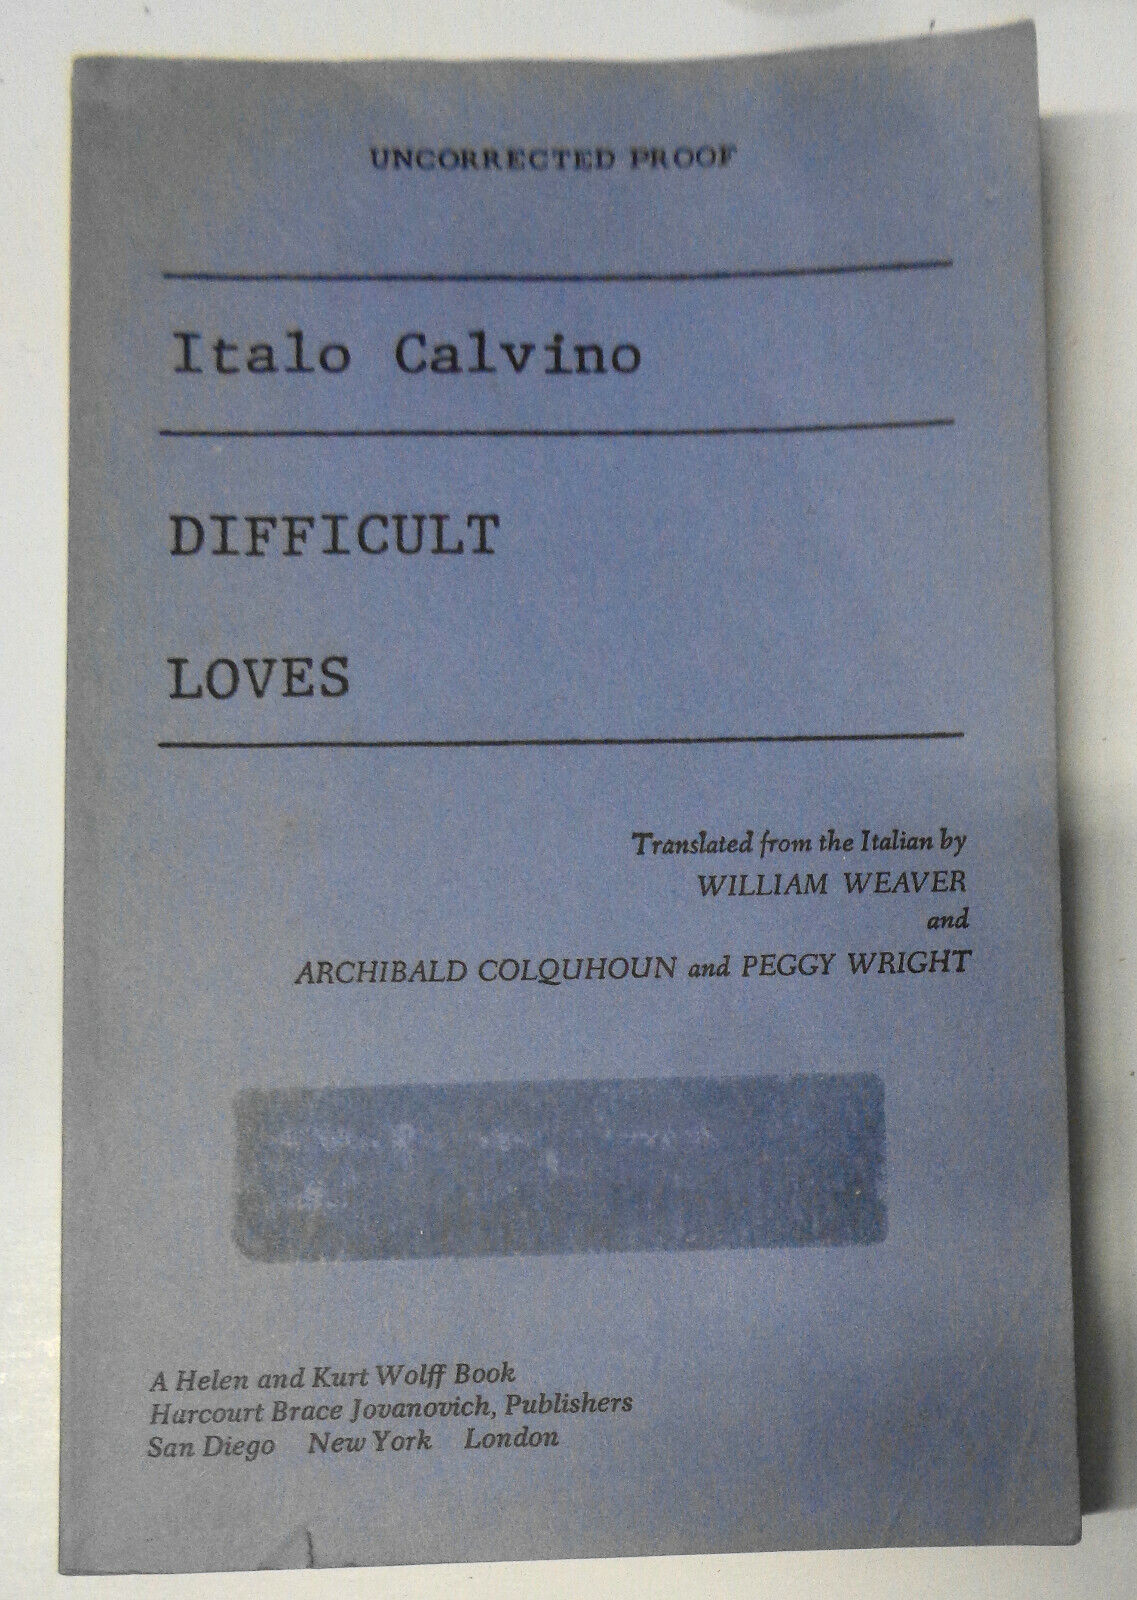 UNCORRECTED PROOF
Italo Calvino
DIFFICULT
LOVES
Translated from the Italian by
WILLIAM WEAVER
and
ARCHIBALD COLQUHOUN and PEGGY WRIGHT
A Helen and Kurt Wolff Book
Harcourt Brace Jovanovich, Publishers
San Diego New York London